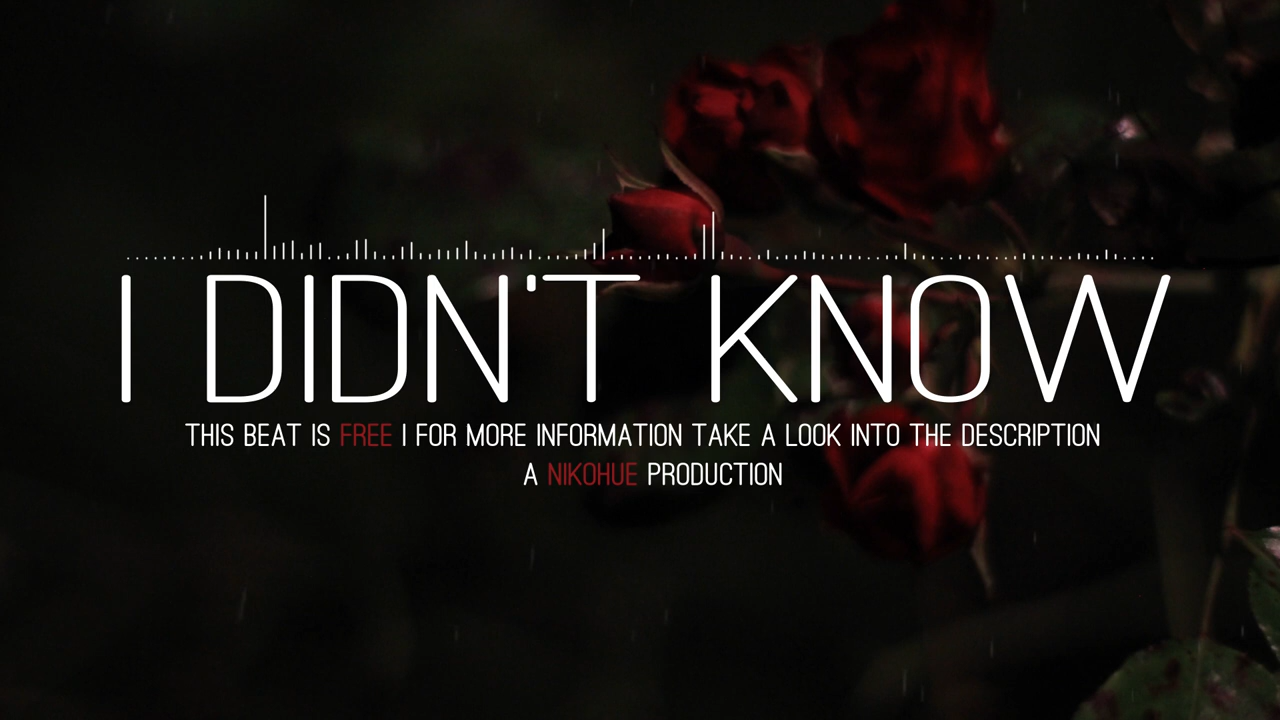 I DIDN'T KNOW
THIS BEAT IS FREE I FOR MORE INFORMATION TAKE A LOOK INTO THE DESCRIPTION
A NIKOHUE PRODUCTION